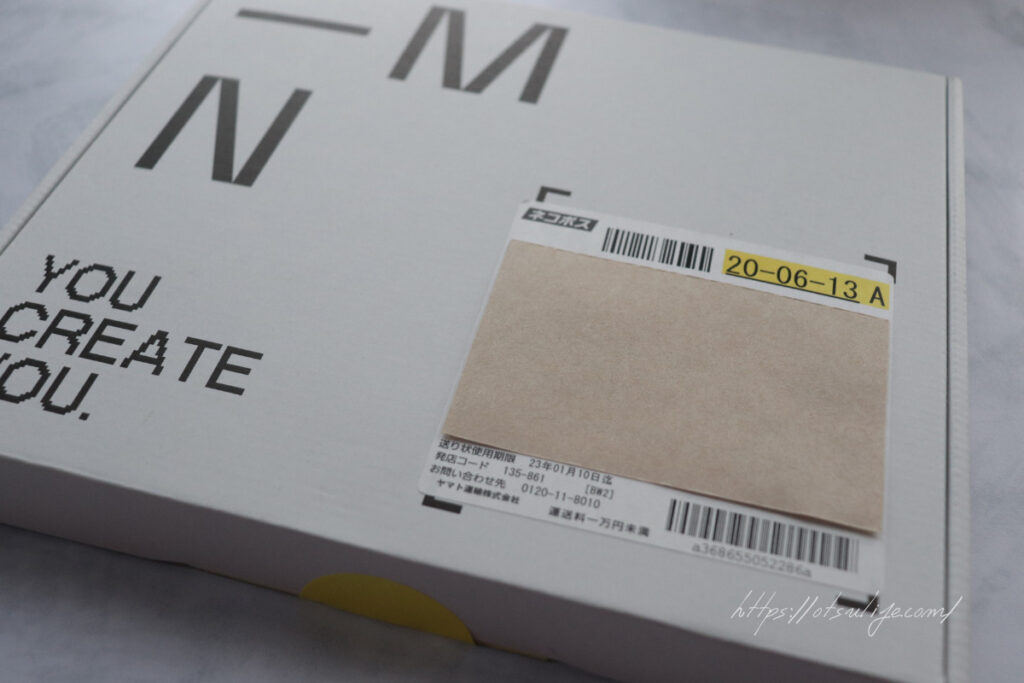 — M
N
YOU
CREATE
YOU.
ネコポス
20-06-13 A
送り状使用期限 23年01月10日迄
発店コード 135-861 [BW2]
お問い合わせ先 0120-11-8010
ヤマト運輸株式会社 運送料一万円未満
a368655052286a
https://otsulife.com/